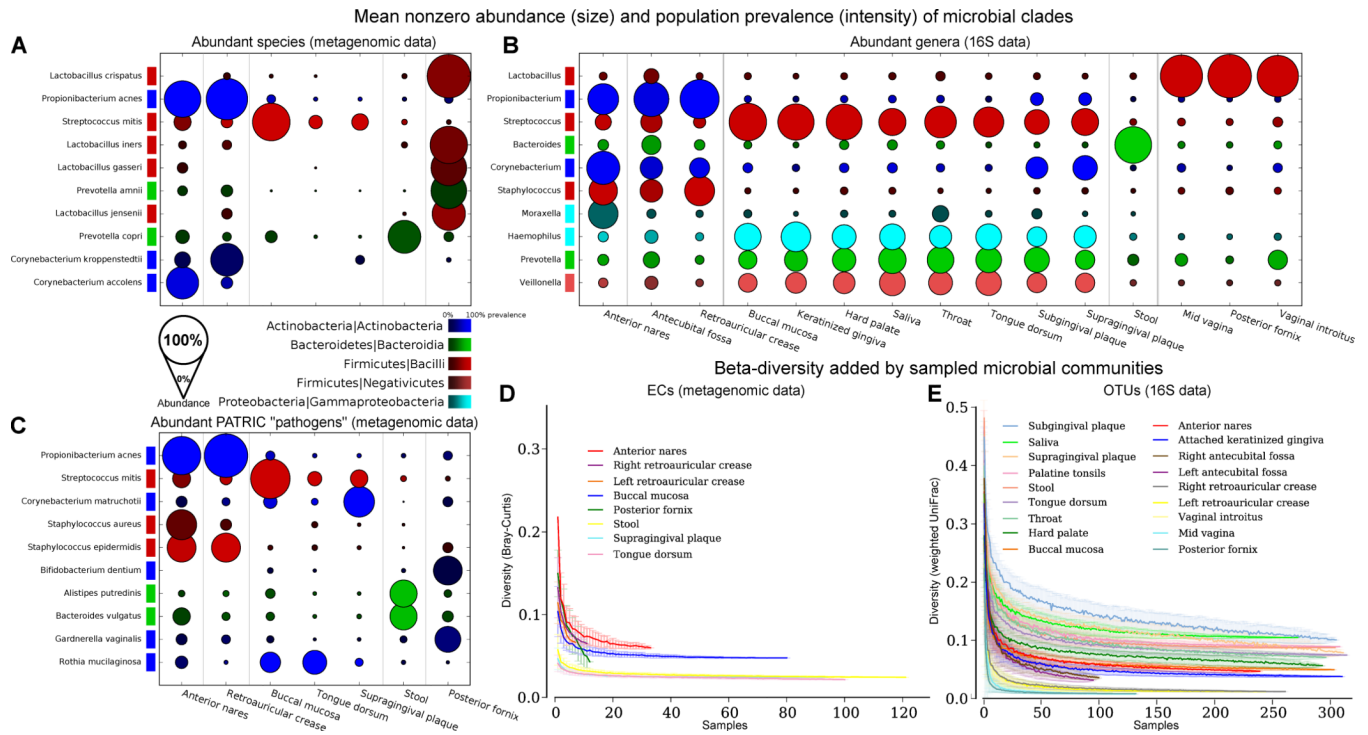 Mean nonzero abundance (size) and population prevalence (intensity) of microbial clades
A
Abundant species (metagenomic data)
Lactobacillus crispatus
Propionibacterium acnes
Streptococcus mitis
Lactobacillus iners
Lactobacillus gasseri
Prevotella amnii
Lactobacillus jensenii
Prevotella copri
Corynebacterium kroppenstedtii
Corynebacterium accolens
B
Abundant genera (16S data)
Lactobacillus
Propionibacterium
Streptococcus
Bacteroides
Corynebacterium
Staphylococcus
Moraxella
Haemophilus
Prevotella
Veillonella
Anterior nares
Antecubital fossa
Retroauricular crease
Buccal mucosa
Keratinized gingiva
Hard palate
Saliva
Throat
Tongue dorsum
Subgingival plaque
Supragingival plaque
Stool
Mid vagina
Posterior fornix
Vaginal introitus
100%
0%
Abundance
0% 100% prevalence
Actinobacteria|Actinobacteria
Bacteroidetes|Bacteroidia
Firmicutes|Bacilli
Firmicutes|Negativicutes
Proteobacteria|Gammaproteobacteria
C
Abundant PATRIC "pathogens" (metagenomic data)
Propionibacterium acnes
Streptococcus mitis
Corynebacterium matruchotii
Staphylococcus aureus
Staphylococcus epidermidis
Bifidobacterium dentium
Alistipes putredinis
Bacteroides vulgatus
Gardnerella vaginalis
Rothia mucilaginosa
Anterior nares
Retroauricular crease
Buccal mucosa
Tongue dorsum
Supragingival plaque
Stool
Posterior fornix
Beta-diversity added by sampled microbial communities
D
ECs (metagenomic data)
Diversity (Bray-Curtis)
0.3
0.2
0.1
0.0
Anterior nares
Right retroauricular crease
Left retroauricular crease
Buccal mucosa
Posterior fornix
Stool
Supragingival plaque
Tongue dorsum
0 20 40 60 80 100 120
Samples
E
OTUs (16S data)
Diversity (weighted UniFrac)
0.5
0.4
0.3
0.2
0.1
0.0
Subgingival plaque
Saliva
Supragingival plaque
Palatine tonsils
Stool
Tongue dorsum
Throat
Hard palate
Buccal mucosa
Anterior nares
Attached keratinized gingiva
Right antecubital fossa
Left antecubital fossa
Right retroauricular crease
Left retroauricular crease
Vaginal introitus
Mid vagina
Posterior fornix
0 50 100 150 200 250 300
Samples